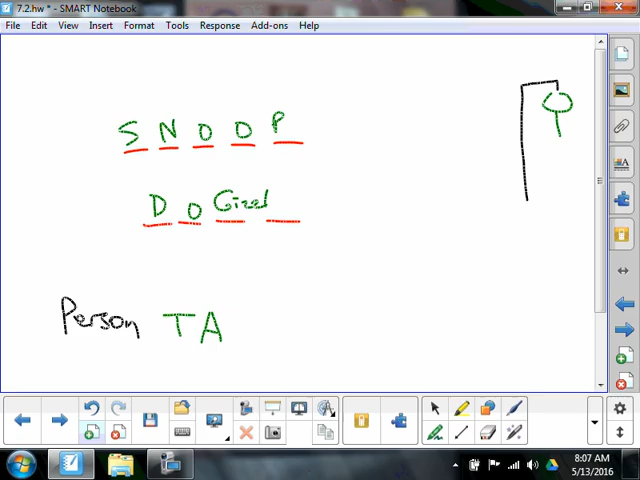 7.2.hw * - SMART Notebook
File Edit View Insert Format Tools Response Add-ons Help
SNOOP
DOG
Person TA
8:07 AM
5/13/2016